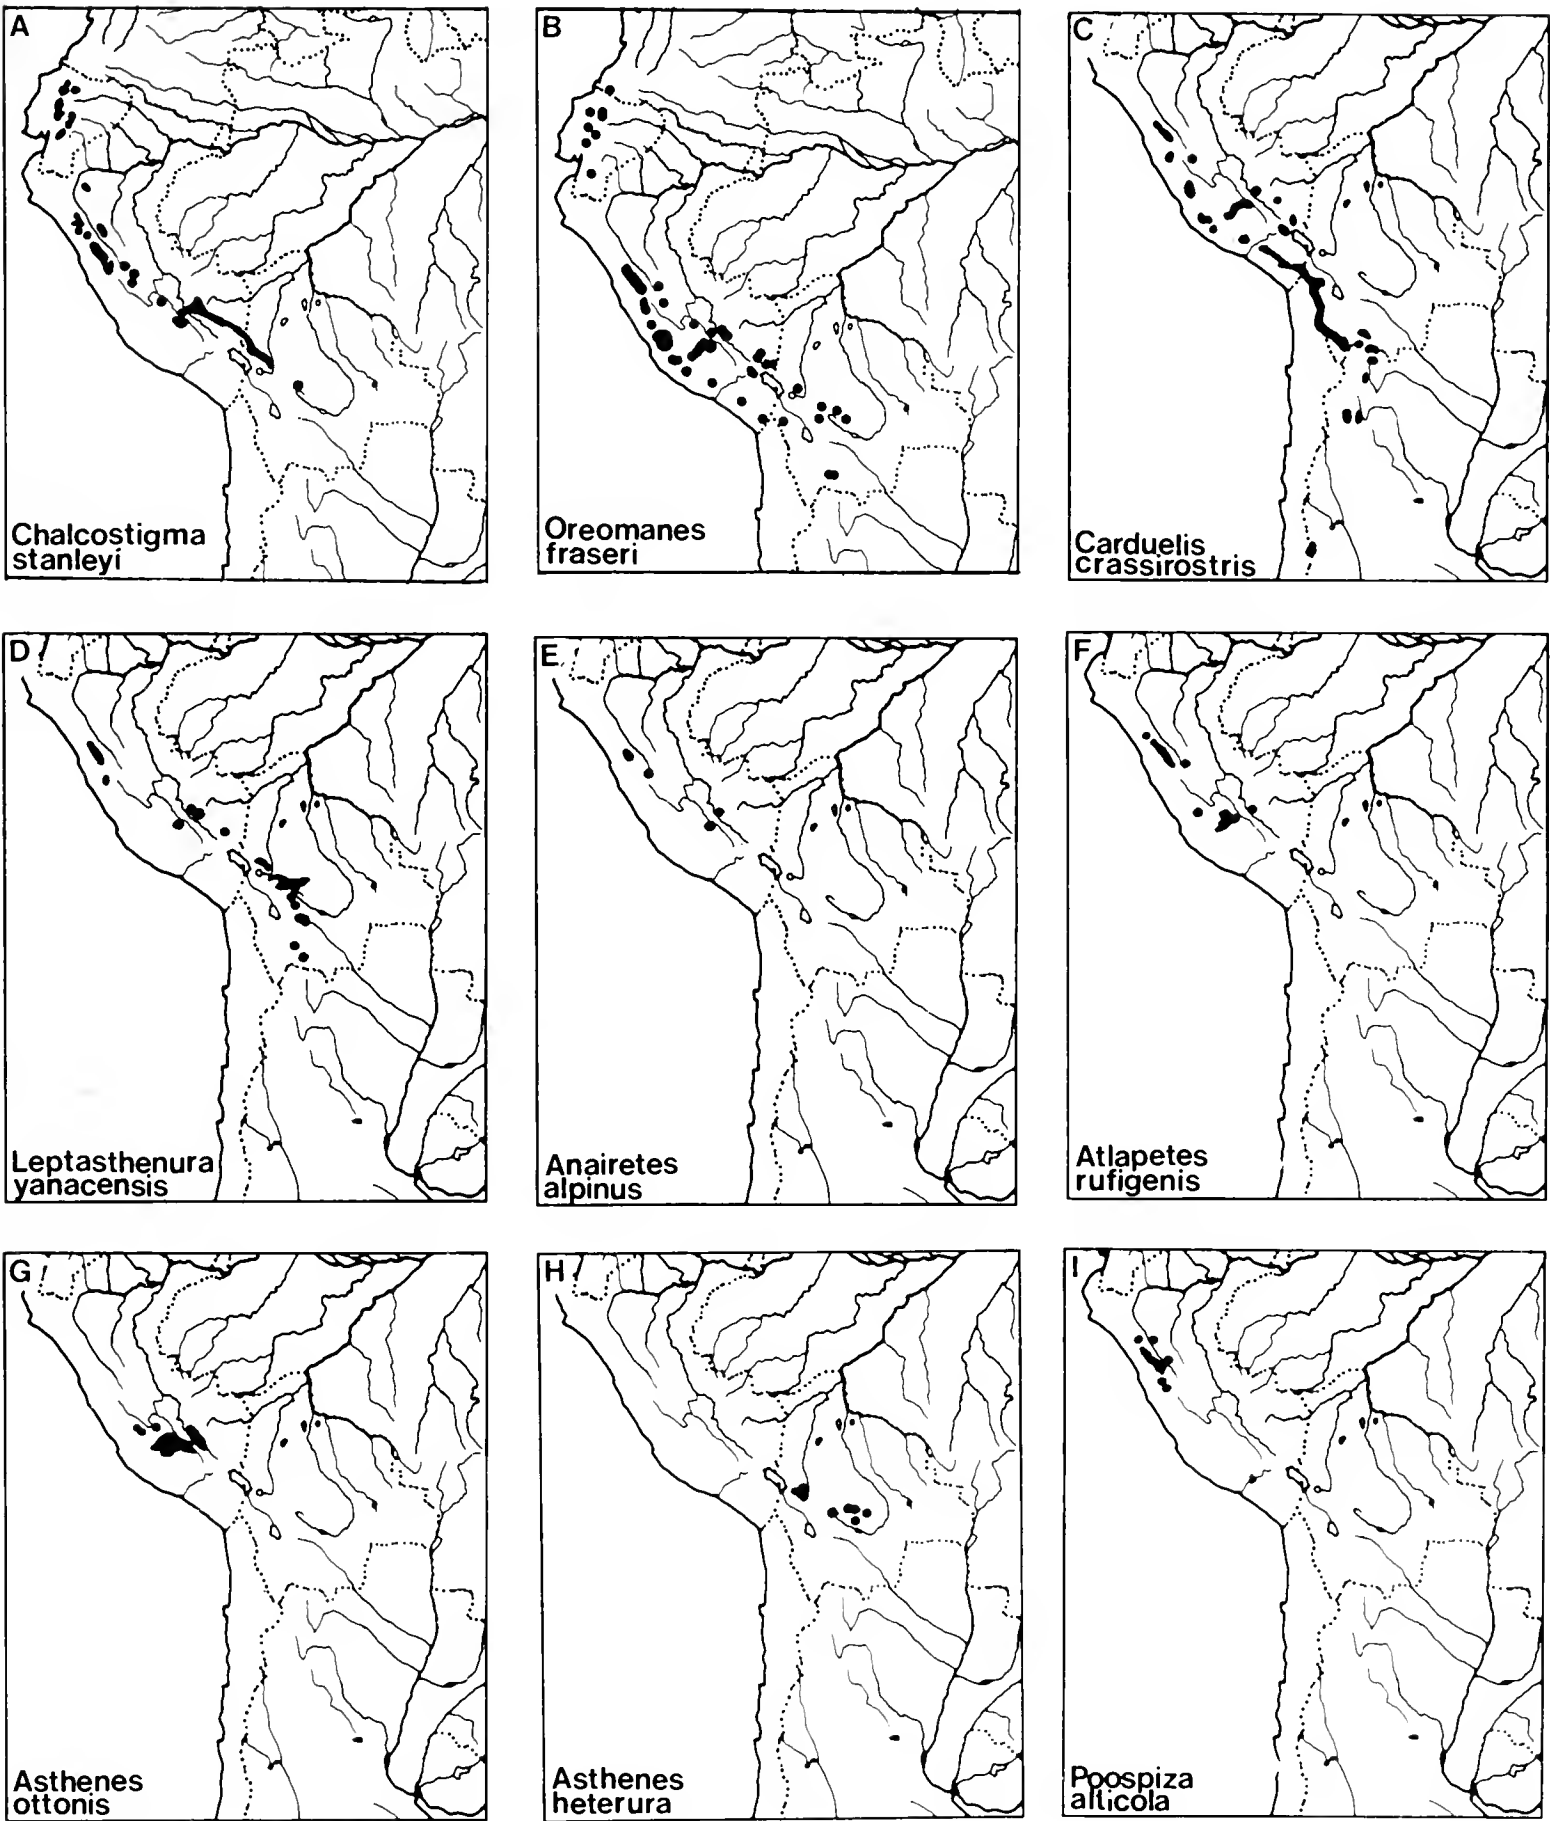 A
Chalcostigma
stanleyi
B
Oreomanes
fraseri
C
Carduelis
crassirostris
D
Leptasthenura
yanacensis
E
Anairetes
alpinus
F
Atlapetes
rufigenis
G
Asthenes
ottonis
H
Asthenes
heterura
I
Poospiza
alticola